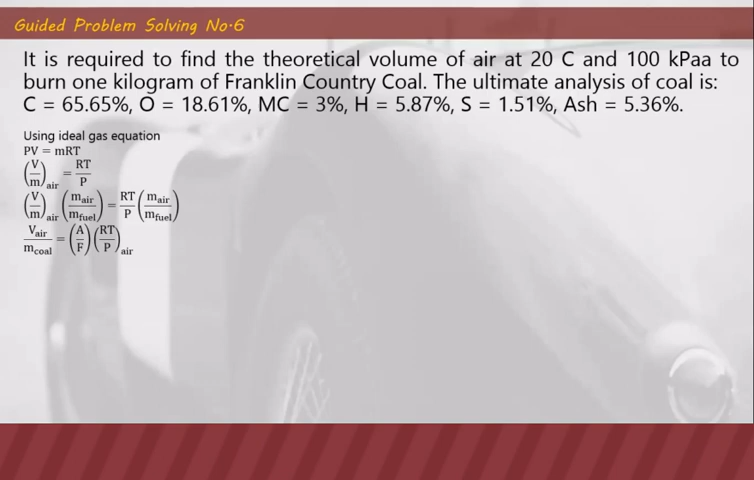 Guided Problem Solving No.6
It is required to find the theoretical volume of air at 20 C and 100 kPaa to
burn one kilogram of Franklin Country Coal. The ultimate analysis of coal is:
C = 65.65%, O = 18.61%, MC = 3%, H = 5.87%, S = 1.51%, Ash = 5.36%.
Using ideal gas equation
PV = mRT
(V/m)air = RT/P
(V/m)air (mair/mfuel) = RT/P (mair/mfuel)
Vair/mcoal = (A/F)(RT/P)air